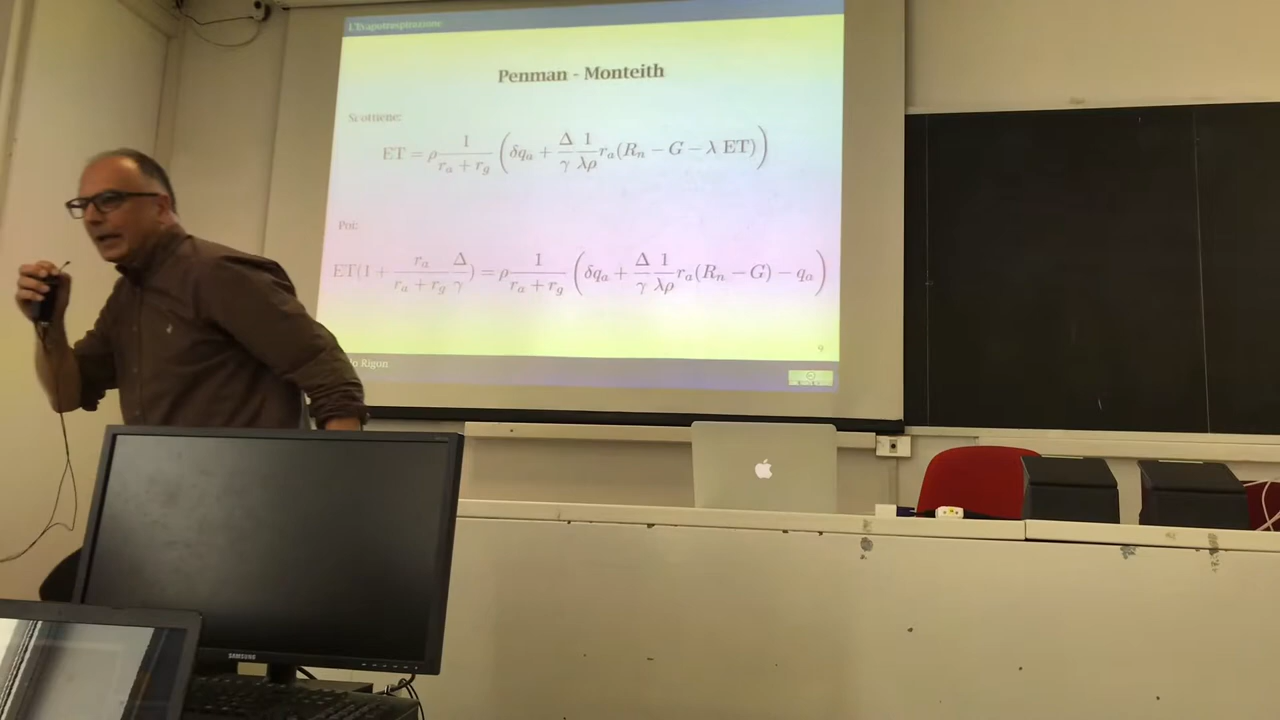 L'Evapotraspirazione
Penman - Monteith
Si ottiene:
ET = ρ 1/(r_a + r_g) (δq_a + Δ/γ 1/λρ r_a(R_n − G − λ ET))
ET(1 + r_a/(r_a + r_g) Δ/γ) = ρ 1/(r_a + r_g) (δq_a + Δ/γ 1/λρ r_a(R_n − G) − q_a)
9
Rigon
SAMSUNG